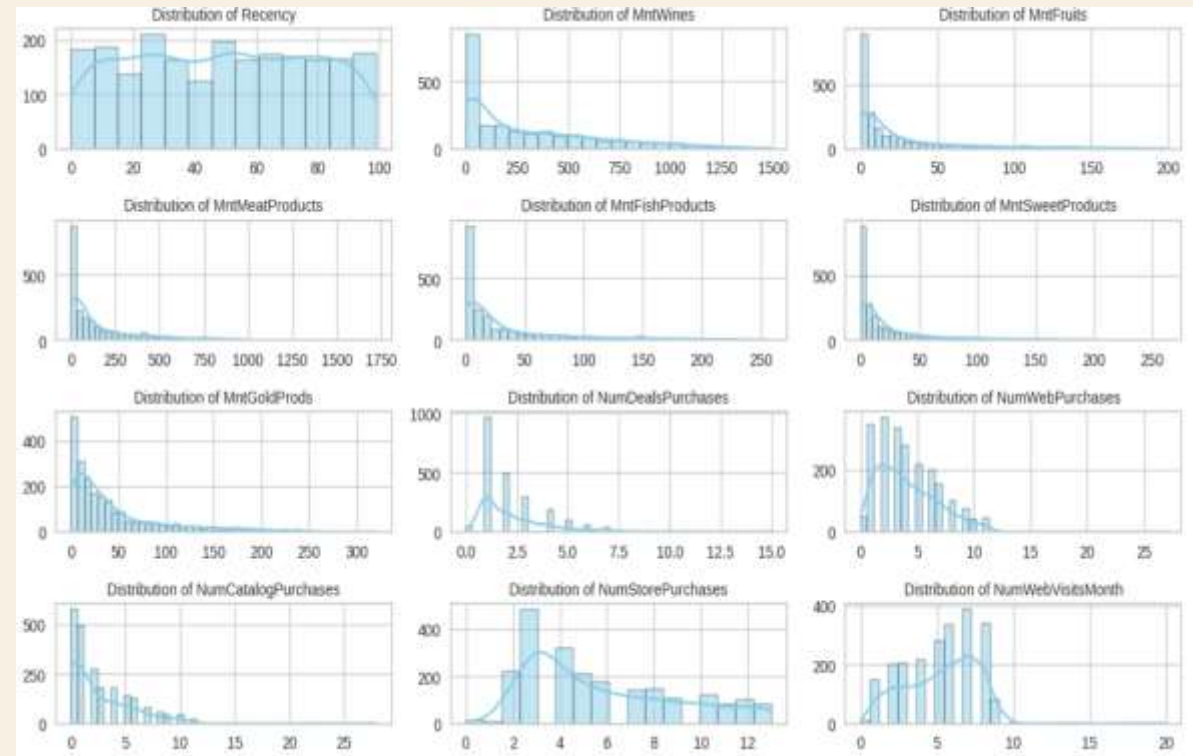 Distribution of Recency
Distribution of MntWines
Distribution of MntFruits
200
100
0
0 20 40 60 80 100
500
0
0 250 500 750 1000 1250 1500
500
0
0 50 100 150 200
Distribution of MntMeatProducts
Distribution of MntFishProducts
Distribution of MntSweetProducts
500
0
0 250 500 750 1000 1250 1500 1750
500
0
0 50 100 150 200 250
500
0
0 50 100 150 200 250
Distribution of MntGoldProds
Distribution of NumDealsPurchases
Distribution of NumWebPurchases
400
200
0
0 50 100 150 200 250 300
1000
500
0
0.0 2.5 5.0 7.5 10.0 12.5 15.0
200
0
0 5 10 15 20 25
Distribution of NumCatalogPurchases
Distribution of NumStorePurchases
Distribution of NumWebVisitsMonth
500
250
0
0 5 10 15 20 25
400
200
0
0 2 4 6 8 10 12
400
200
0
0 5 10 15 20